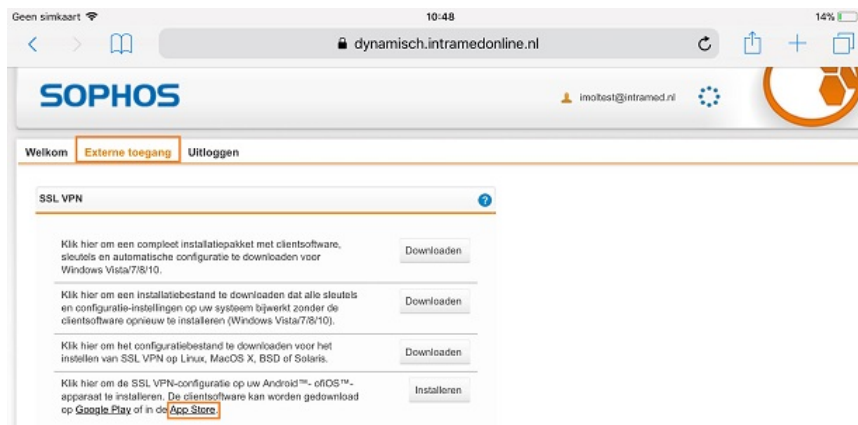 Geen simkaart 10:48 14%
dynamisch.intramedonline.nl
SOPHOS
imoltest@intramed.nl
Welkom Externe toegang Uitloggen
SSL VPN ?
Klik hier om een compleet installatiepakket met clientsoftware,
sleutels en automatische configuratie te downloaden voor
Windows Vista/7/8/10.
Downloaden
Klik hier om een installatiebestand te downloaden dat alle sleutels
en configuratie-instellingen op uw systeem bijwerkt zonder de
clientsoftware opnieuw te installeren (Windows Vista/7/8/10).
Downloaden
Klik hier om het configuratiebestand te downloaden voor het
instellen van SSL VPN op Linux, MacOS X, BSD of Solaris.
Downloaden
Klik hier om de SSL VPN-configuratie op uw Android™- ofiOS™-
apparaat te installeren. De clientsoftware kan worden gedownload
op Google Play of in de App Store.
Installeren